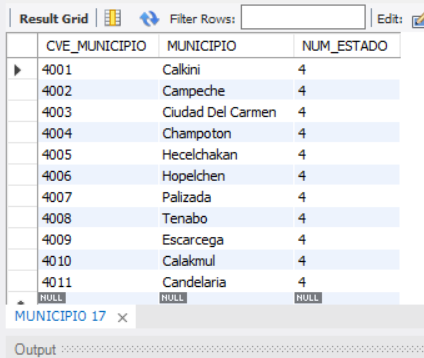 Result Grid Filter Rows: Edit:
CVE_MUNICIPIO MUNICIPIO NUM_ESTADO
4001 Calkini 4
4002 Campeche 4
4003 Ciudad Del Carmen 4
4004 Champoton 4
4005 Hecelchakan 4
4006 Hopelchen 4
4007 Palizada 4
4008 Tenabo 4
4009 Escarcega 4
4010 Calakmul 4
4011 Candelaria 4
NULL NULL NULL
MUNICIPIO 17
Output